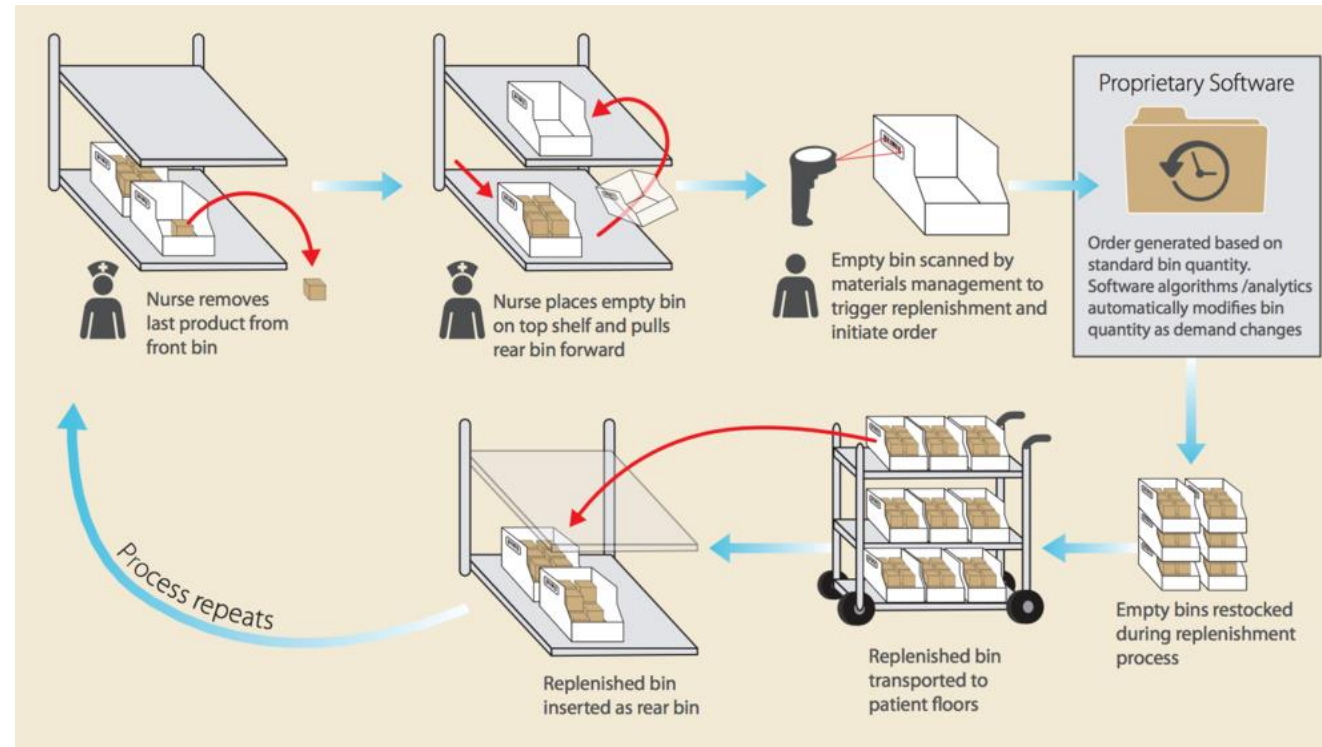 Nurse removes
last product from
front bin
Nurse places empty bin
on top shelf and pulls
rear bin forward
Empty bin scanned by
materials management to
trigger replenishment and
initiate order
Proprietary Software
Order generated based on
standard bin quantity.
Software algorithms /analytics
automatically modifies bin
quantity as demand changes
Empty bins restocked
during replenishment
process
Replenished bin
transported to
patient floors
Replenished bin
inserted as rear bin
Process repeats